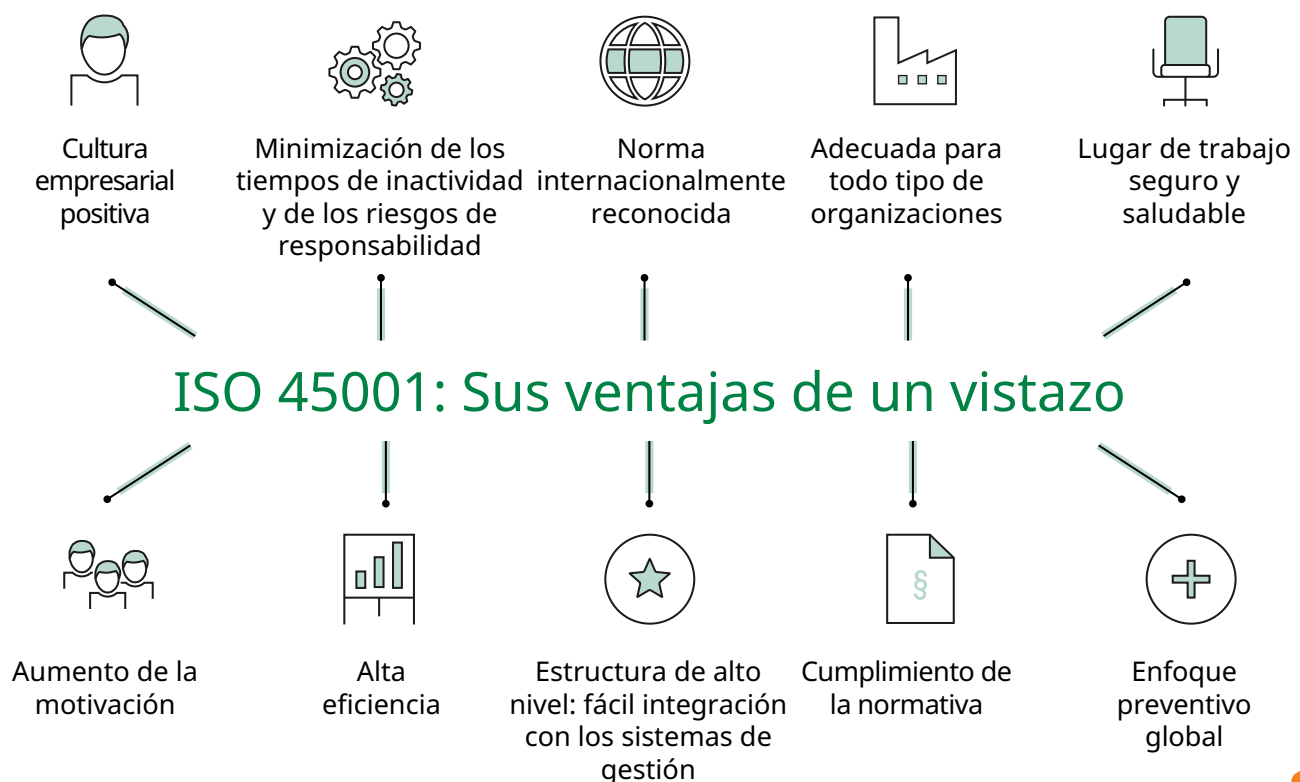 Cultura
empresarial
positiva
Minimización de los
tiempos de inactividad
y de los riesgos de
responsabilidad
Norma
internacionalmente
reconocida
Adecuada para
todo tipo de
organizaciones
Lugar de trabajo
seguro y
saludable
ISO 45001: Sus ventajas de un vistazo
Aumento de la
motivación
Alta
eficiencia
Estructura de alto
nivel: fácil integración
con los sistemas de
gestión
§
Cumplimiento de
la normativa
Enfoque
preventivo
global